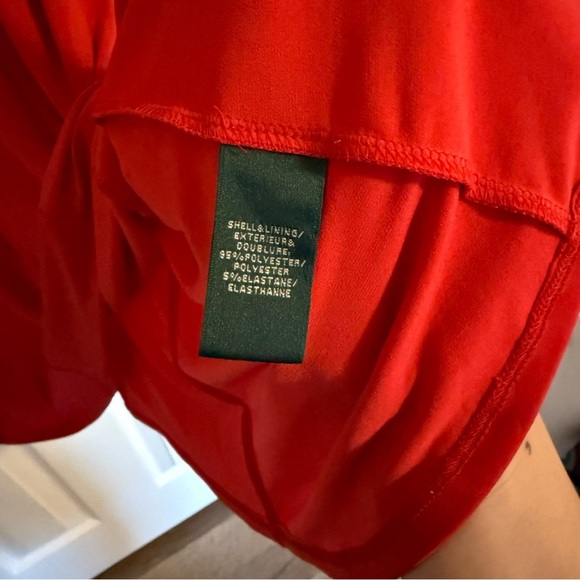 SHELL&LINING/
EXTERIEUR&
DOUBLURE:
95%POLYESTER/
POLYESTER
5%ELASTANE/
ELASTHANNE